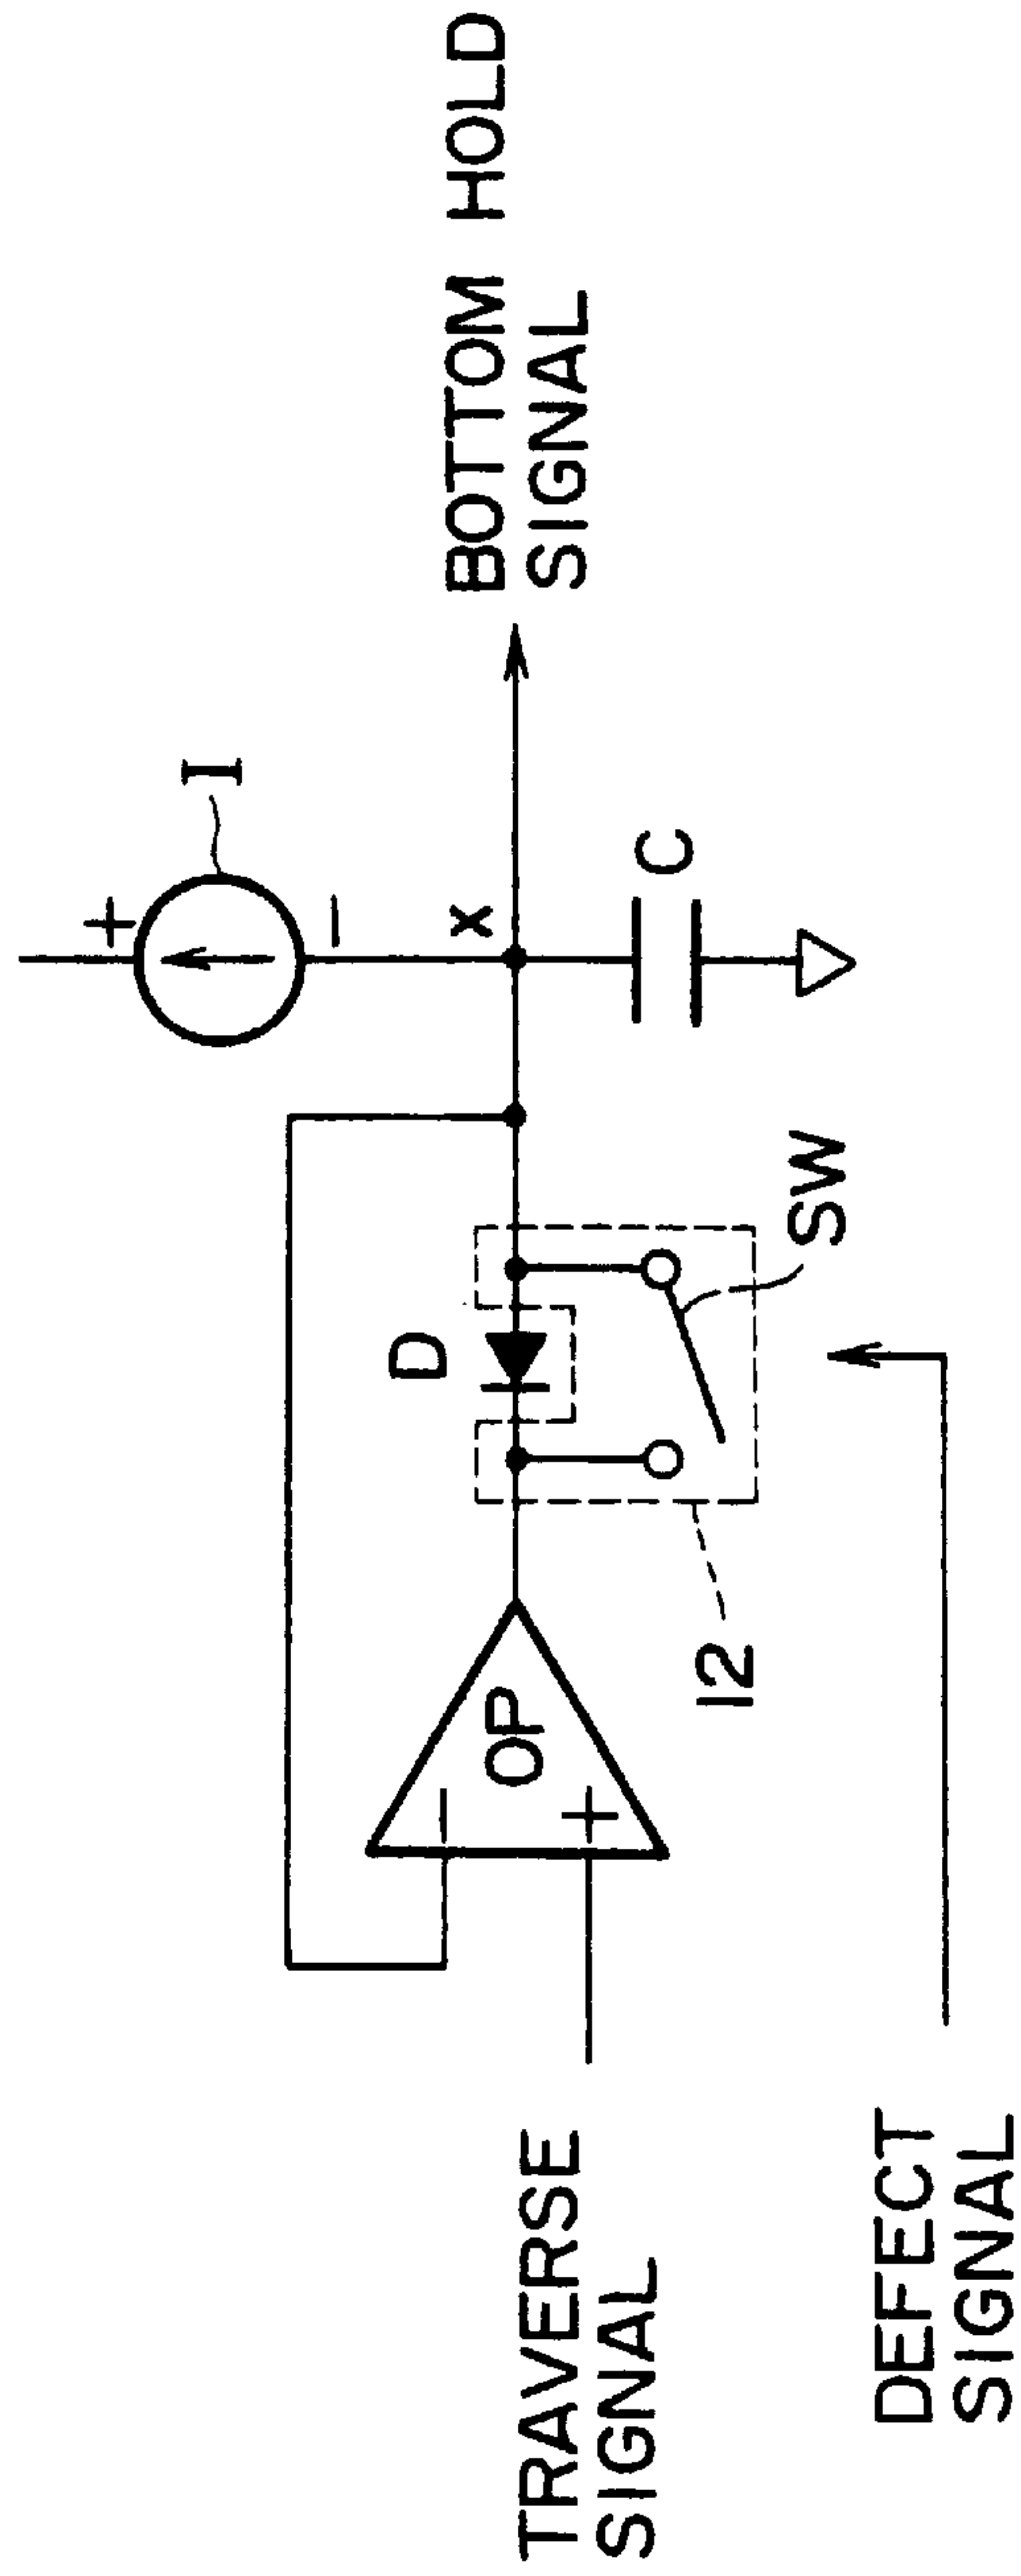 TRAVERSE
SIGNAL
DEFECT
SIGNAL
−
+
OP
12
D
SW
+
−
I
x
C
BOTTOM HOLD
SIGNAL